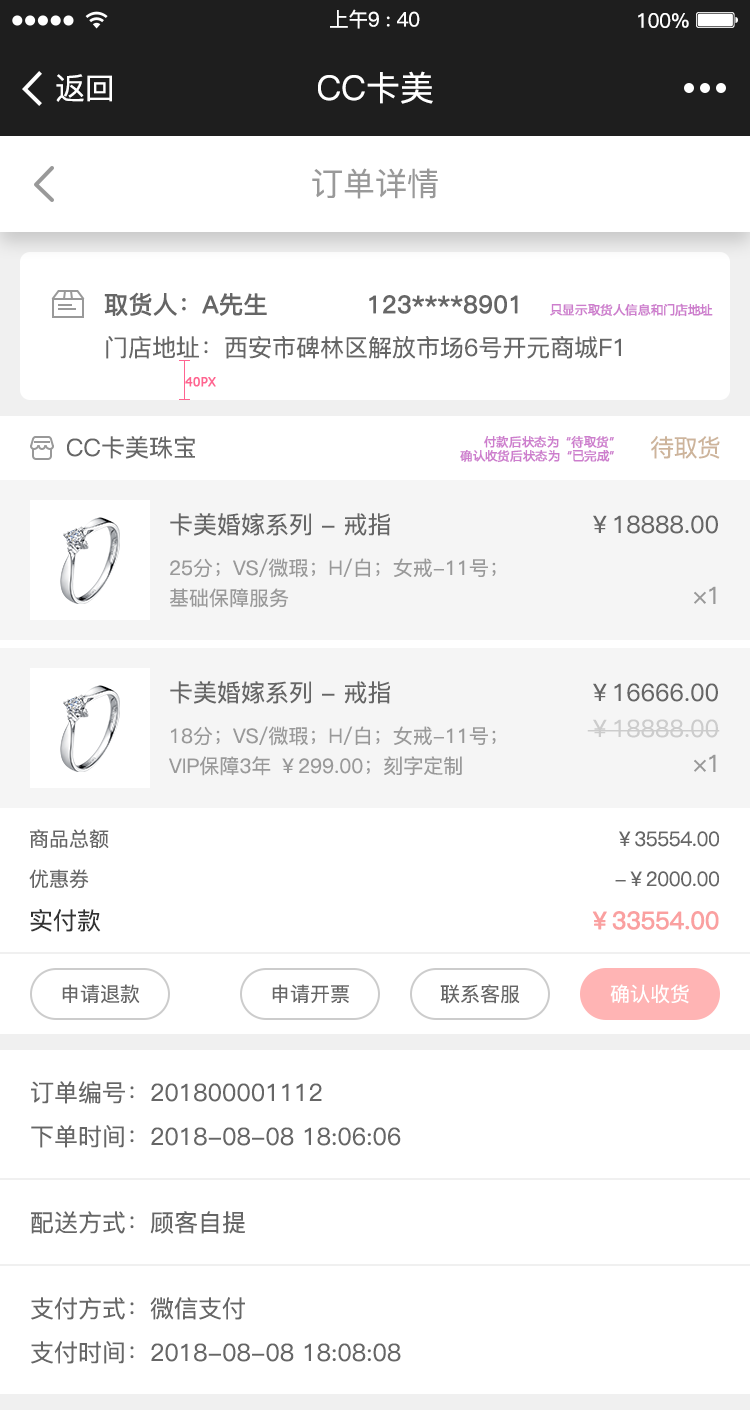 上午9 : 40
100%
返回
CC卡美
订单详情
取货人：A先生
123****8901
只显示取货人信息和门店地址
门店地址：西安市碑林区解放市场6号开元商城F1
40PX
CC卡美珠宝
付款后状态为“待取货”
确认收货后状态为“已完成”
待取货
卡美婚嫁系列 – 戒指
￥18888.00
25分；VS/微瑕；H/白；女戒–11号；
基础保障服务
×1
卡美婚嫁系列 – 戒指
￥16666.00
￥18888.00
18分；VS/微瑕；H/白；女戒–11号；
VIP保障3年 ￥299.00；刻字定制
×1
商品总额
￥35554.00
优惠券
–￥2000.00
实付款
￥33554.00
申请退款
申请开票
联系客服
确认收货
订单编号：201800001112
下单时间：2018–08–08 18:06:06
配送方式：顾客自提
支付方式：微信支付
支付时间：2018–08–08 18:08:08